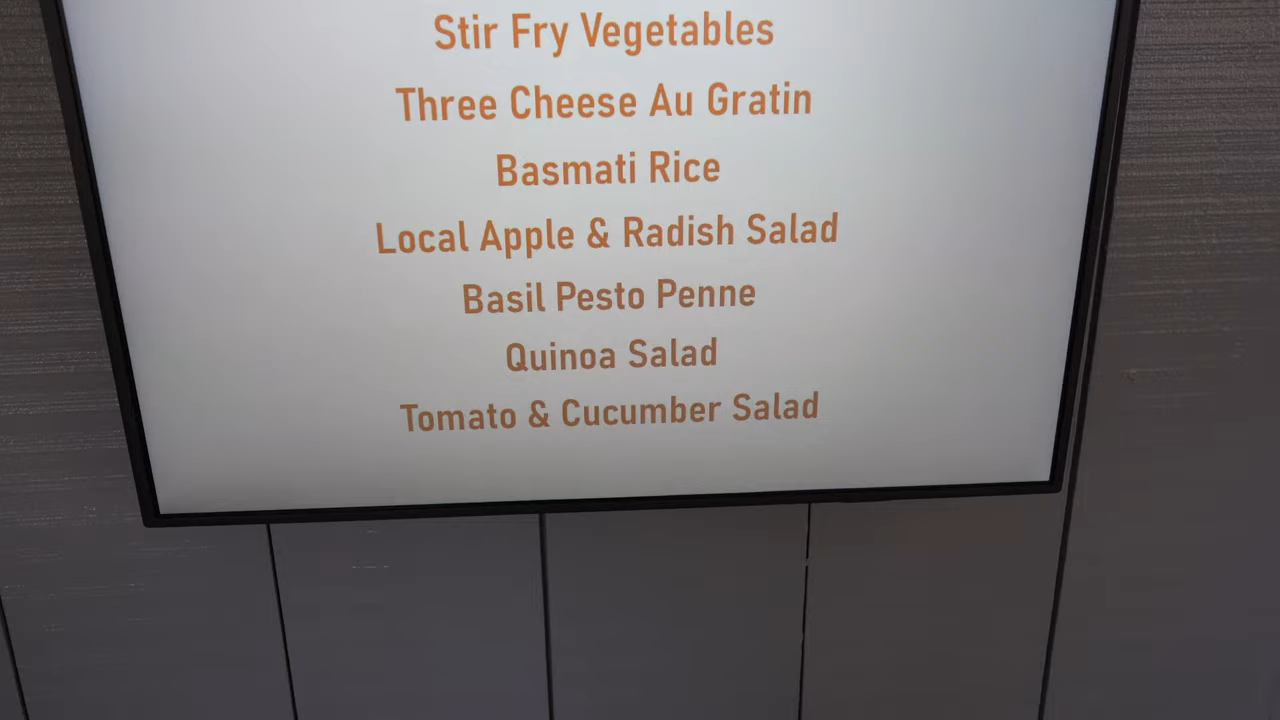 Stir Fry Vegetables
Three Cheese Au Gratin
Basmati Rice
Local Apple & Radish Salad
Basil Pesto Penne
Quinoa Salad
Tomato & Cucumber Salad